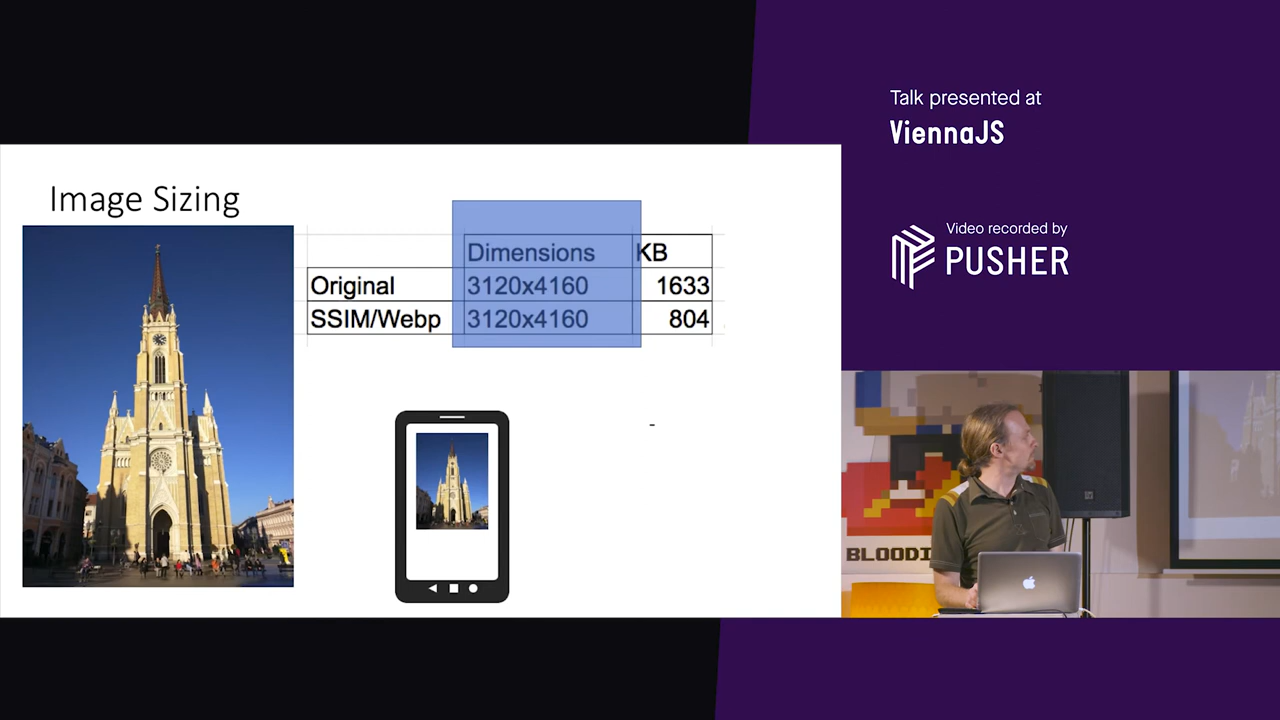 Talk presented at
ViennaJS
Video recorded by
PUSHER
Image Sizing
Dimensions KB
Original 3120x4160 1633
SSIM/Webp 3120x4160 804
-
BLOODI